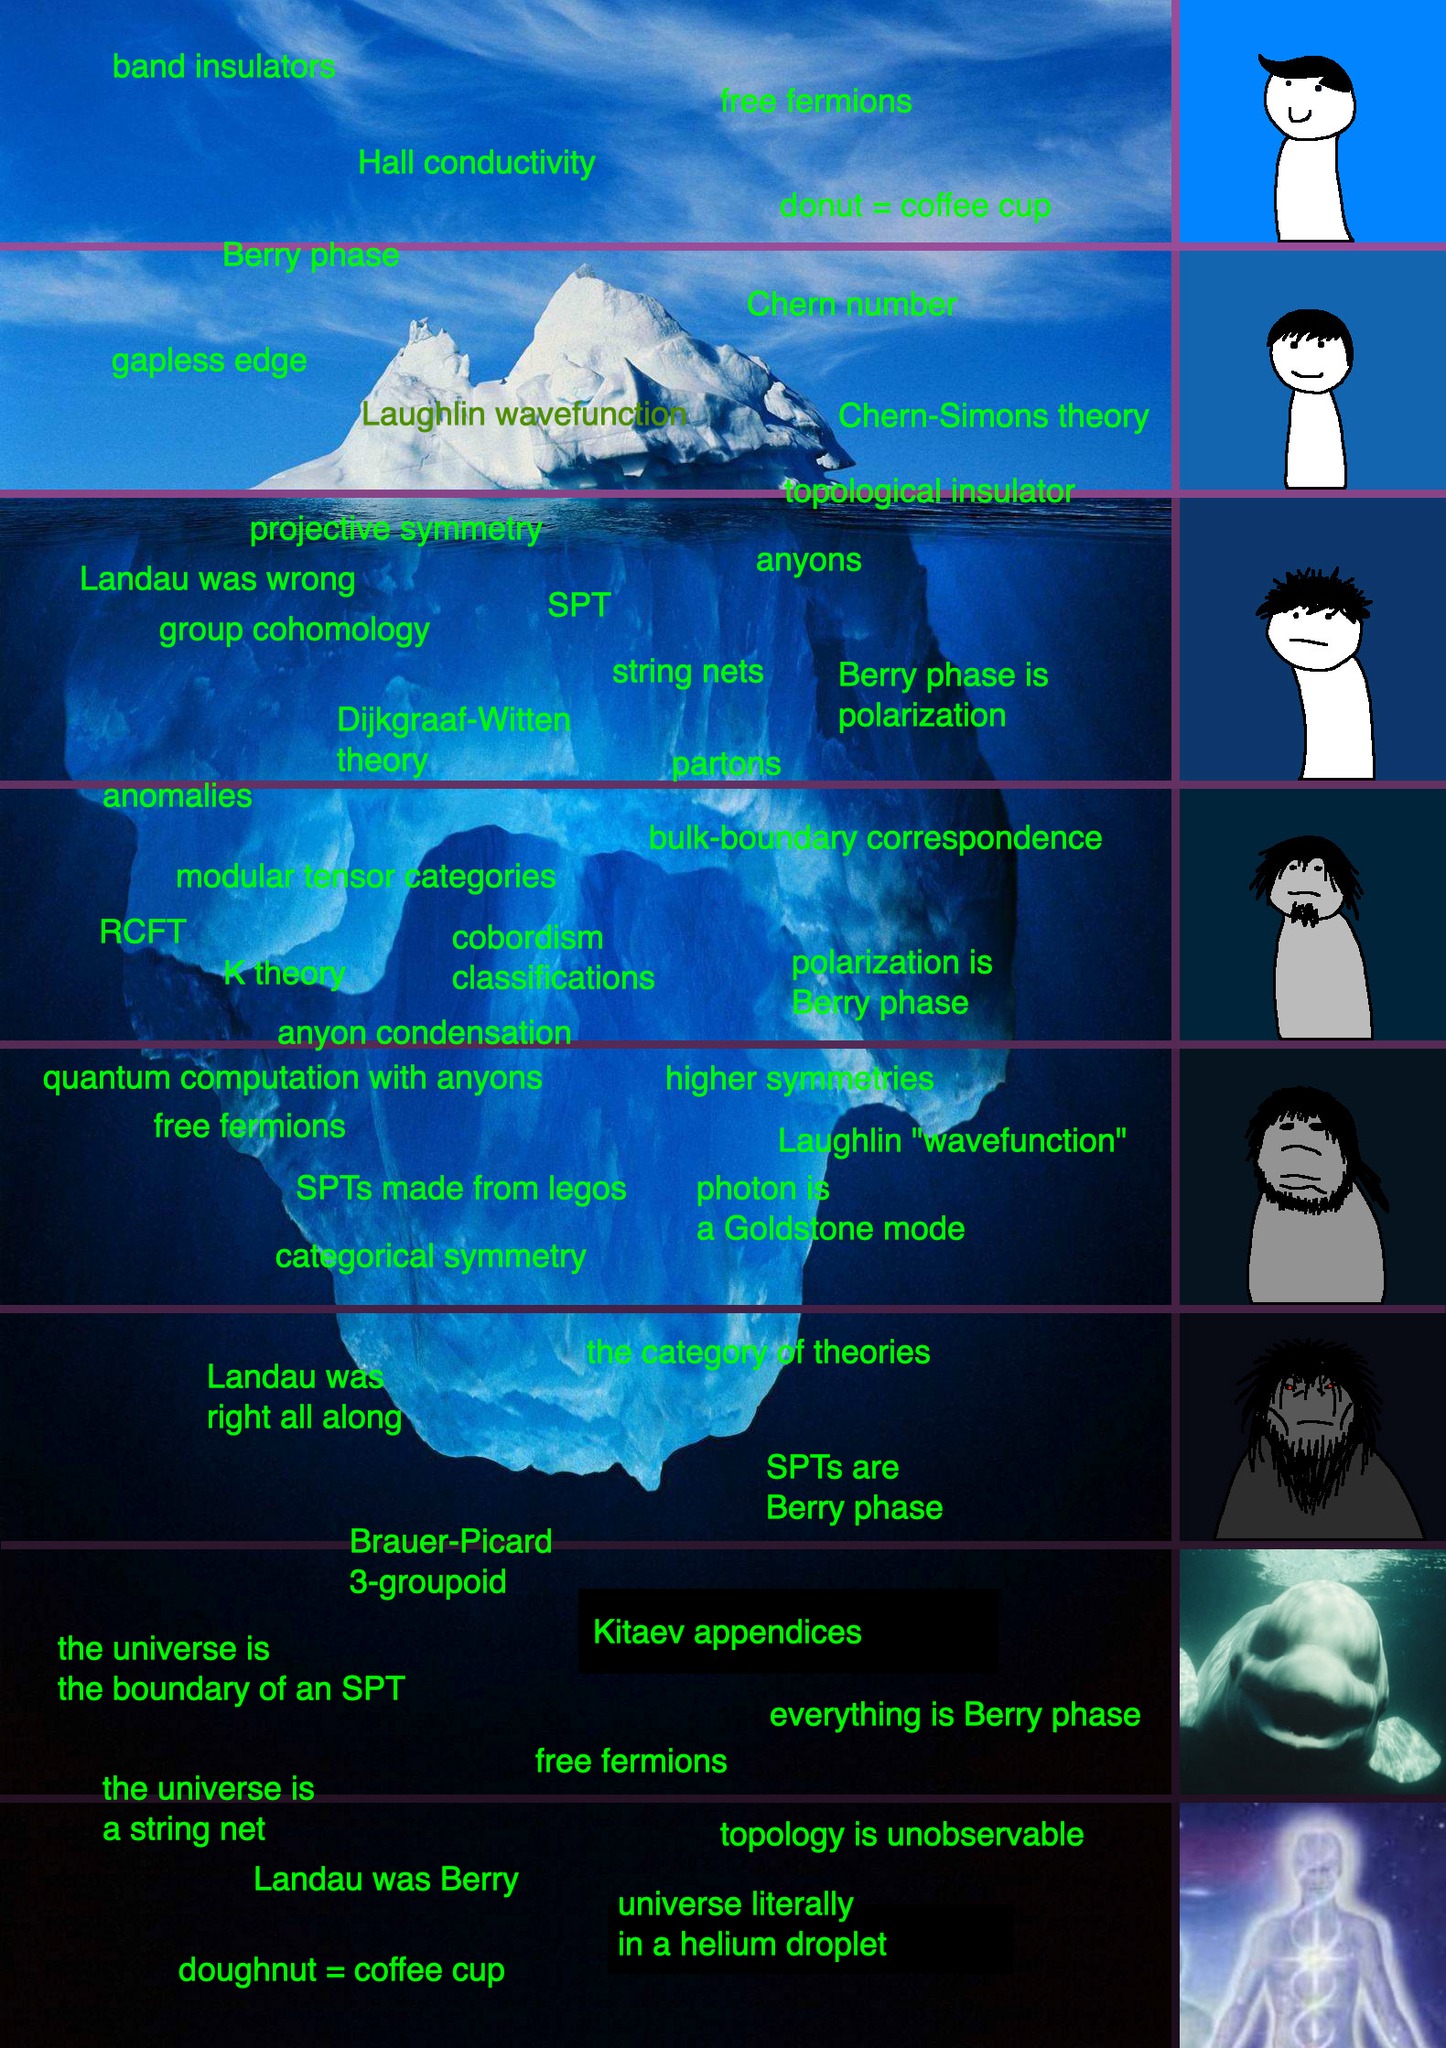 band insulators
free fermions
Hall conductivity
donut = coffee cup
Berry phase
Chern number
gapless edge
Laughlin wavefunction
Chern-Simons theory
topological insulator
projective symmetry
anyons
Landau was wrong
SPT
group cohomology
string nets
Berry phase is
polarization
Dijkgraaf-Witten
theory
partons
anomalies
bulk-boundary correspondence
modular tensor categories
RCFT
cobordism
classifications
K theory
polarization is
Berry phase
anyon condensation
quantum computation with anyons
higher symmetries
free fermions
Laughlin "wavefunction"
SPTs made from legos
photon is
a Goldstone mode
categorical symmetry
the category of theories
Landau was
right all along
SPTs are
Berry phase
Brauer-Picard
3-groupoid
Kitaev appendices
the universe is
the boundary of an SPT
everything is Berry phase
free fermions
the universe is
a string net
topology is unobservable
Landau was Berry
universe literally
in a helium droplet
doughnut = coffee cup